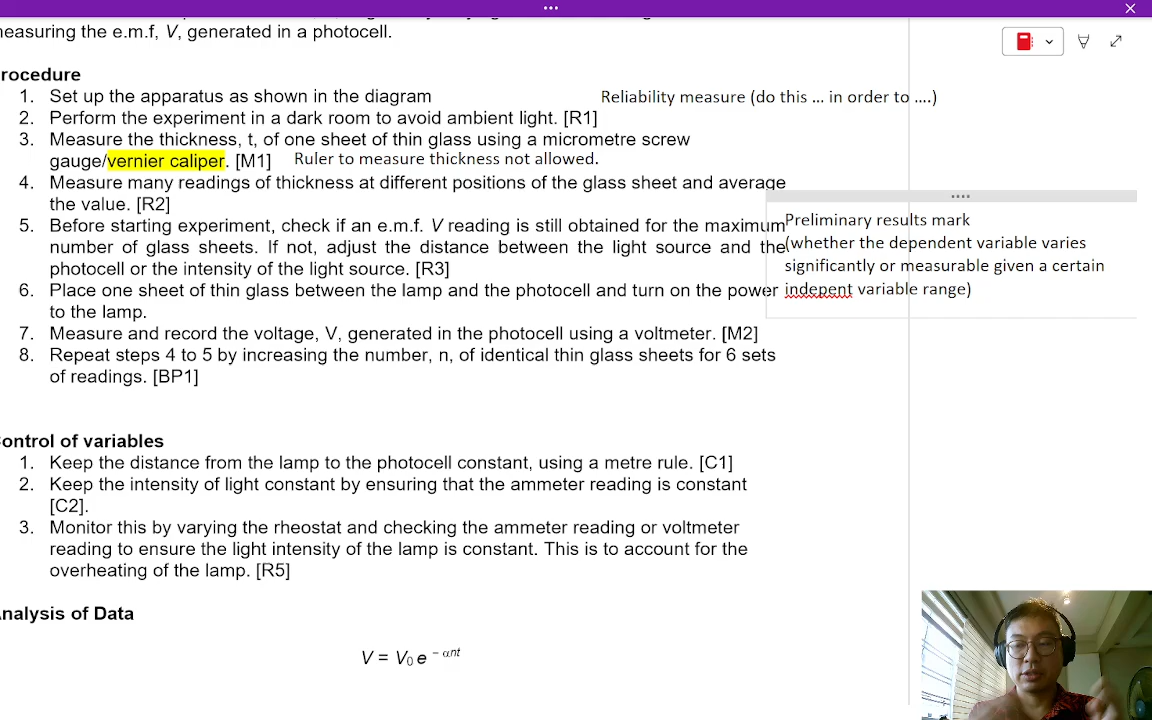 measuring the e.m.f, V, generated in a photocell.
rocedure
1. Set up the apparatus as shown in the diagram
Reliability measure (do this ... in order to ....)
2. Perform the experiment in a dark room to avoid ambient light. [R1]
3. Measure the thickness, t, of one sheet of thin glass using a micrometre screw
gauge/vernier caliper. [M1]
Ruler to measure thickness not allowed.
4. Measure many readings of thickness at different positions of the glass sheet and average
the value. [R2]
5. Before starting experiment, check if an e.m.f. V reading is still obtained for the maximum
number of glass sheets. If not, adjust the distance between the light source and the
photocell or the intensity of the light source. [R3]
Preliminary results mark
(whether the dependent variable varies
significantly or measurable given a certain
indepent variable range)
6. Place one sheet of thin glass between the lamp and the photocell and turn on the power
to the lamp.
7. Measure and record the voltage, V, generated in the photocell using a voltmeter. [M2]
8. Repeat steps 4 to 5 by increasing the number, n, of identical thin glass sheets for 6 sets
of readings. [BP1]
ontrol of variables
1. Keep the distance from the lamp to the photocell constant, using a metre rule. [C1]
2. Keep the intensity of light constant by ensuring that the ammeter reading is constant
[C2].
3. Monitor this by varying the rheostat and checking the ammeter reading or voltmeter
reading to ensure the light intensity of the lamp is constant. This is to account for the
overheating of the lamp. [R5]
nalysis of Data
V = V₀ e ^(– αnt)